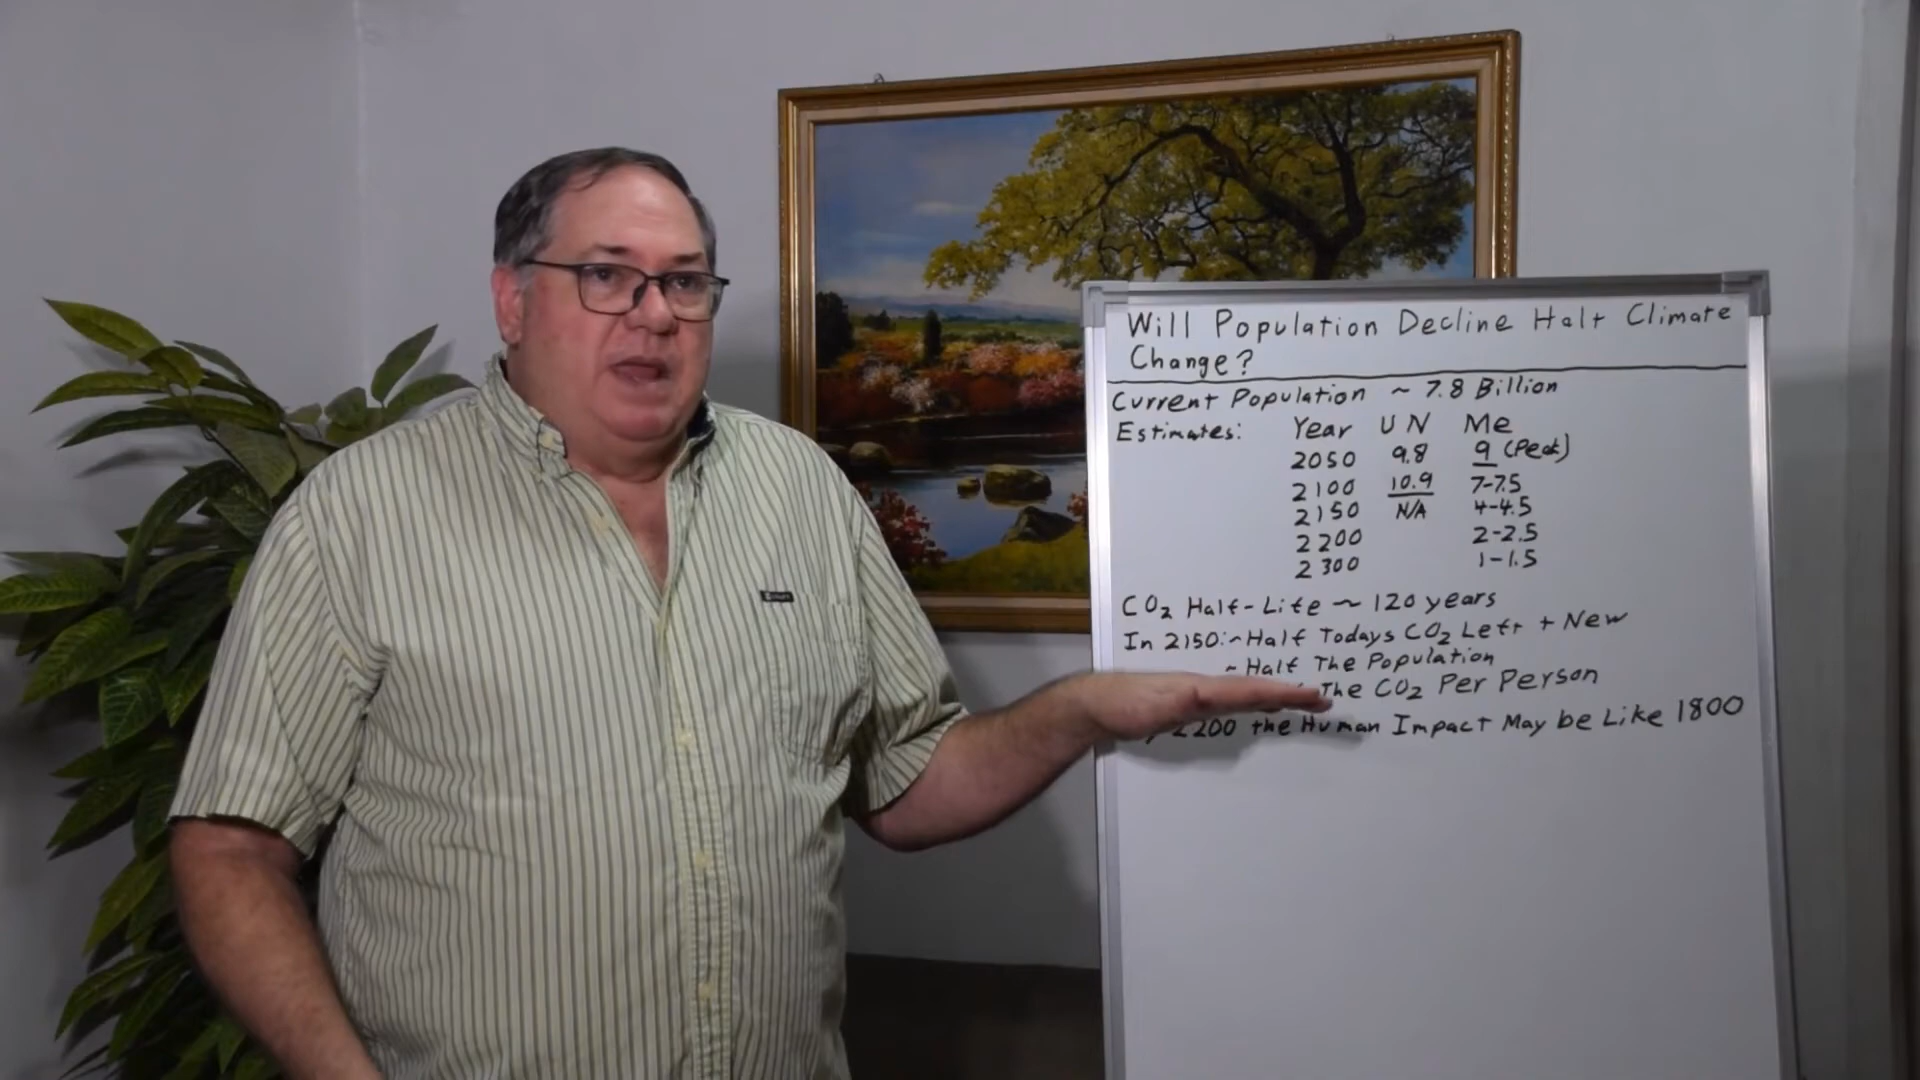 Will Population Decline Halt Climate
Change?
Current Population ~ 7.8 Billion
Estimates: Year UN Me
2050 9.8 9 (Peak)
2100 10.9 7-7.5
2150 N/A 4-4.5
2200 2-2.5
2300 1-1.5
CO₂ Half-Life ~ 120 years
In 2150: ~Half Todays CO₂ Left + New
~ Half The Population
The CO₂ Per Person
2200 the Human Impact May be Like 1800